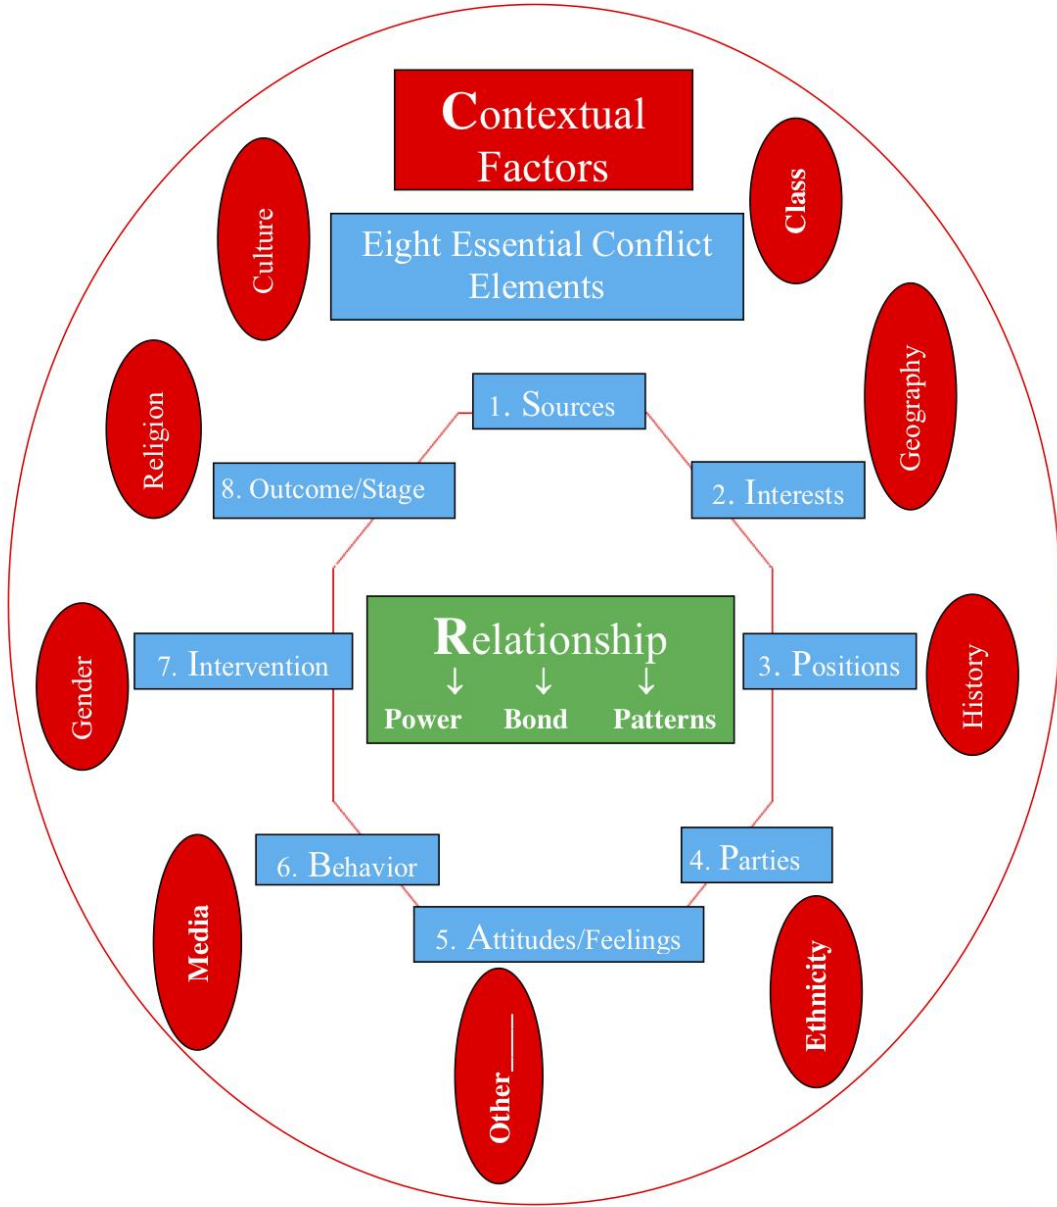 Contextual
Factors
Eight Essential Conflict
Elements
Class
Culture
Geography
Religion
1. Sources
2. Interests
8. Outcome/Stage
Relationship
↓ ↓ ↓
Power Bond Patterns
3. Positions
7. Intervention
History
Gender
4. Parties
6. Behavior
5. Attitudes/Feelings
Media
Ethnicity
Other____